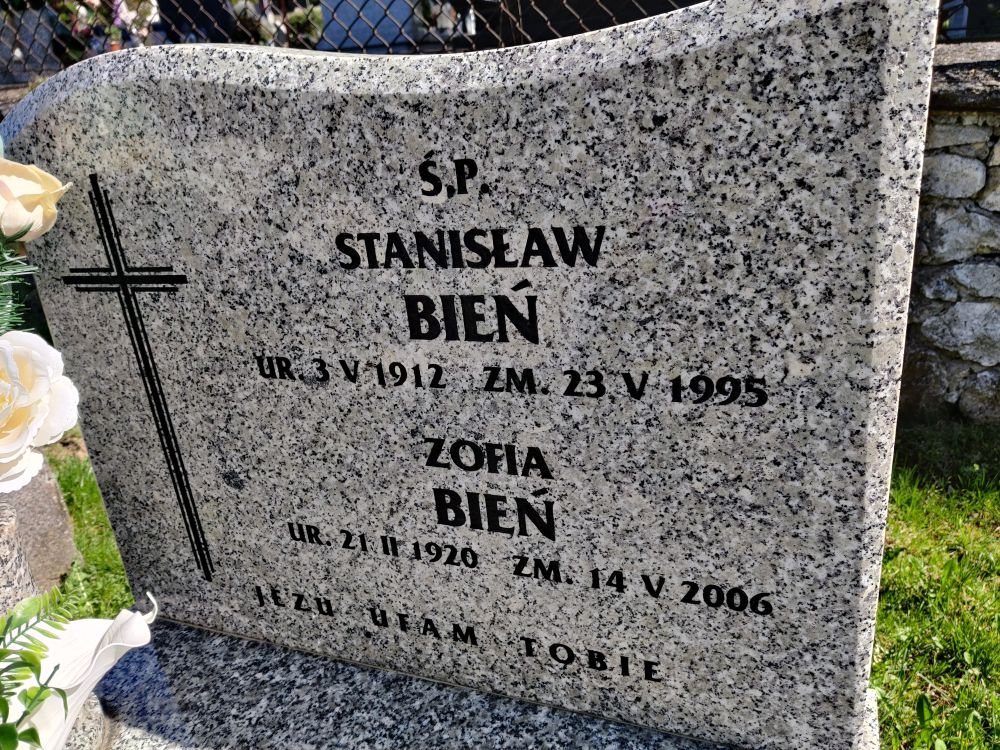 Ś.P.
STANISŁAW
BIEŃ
UR. 3 V 1912 ZM. 23 V 1995
ZOFIA
BIEŃ
UR. 21 II 1920 ZM. 14 V 2006
JEZU UFAM TOBIE